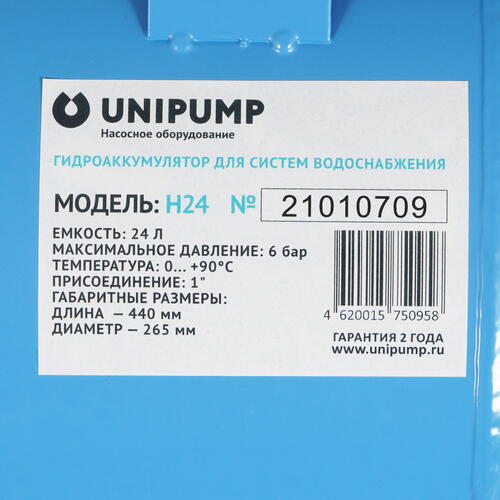 UNIPUMP
Насосное оборудование
ГИДРОАККУМУЛЯТОР ДЛЯ СИСТЕМ ВОДОСНАБЖЕНИЯ
МОДЕЛЬ: H24 № 21010709
ЕМКОСТЬ: 24 Л
МАКСИМАЛЬНОЕ ДАВЛЕНИЕ: 6 бар
ТЕМПЕРАТУРА: 0... +90°C
ПРИСОЕДИНЕНИЕ: 1"
ГАБАРИТНЫЕ РАЗМЕРЫ:
ДЛИНА — 440 мм
ДИАМЕТР — 265 мм
4 620015 750958
ГАРАНТИЯ 2 ГОДА
www.unipump.ru